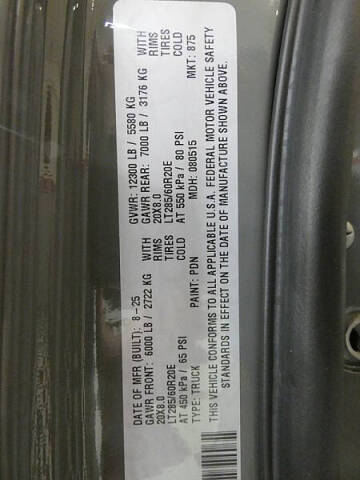 DATE OF MFR (BUILT): 8-25 GVWR: 12300 LB / 5580 KG
GAWR FRONT: 6000 LB / 2722 KG WITH GAWR REAR: 7000 LB / 3176 KG WITH
20X8.0 RIMS 20X8.0 RIMS
LT285/60R20E TIRES LT285/60R20E TIRES
AT 450 kPa / 65 PSI COLD AT 550 kPa / 80 PSI COLD
TYPE: TRUCK PAINT: PDN MDH: 080515 MKT: 875
THIS VEHICLE CONFORMS TO ALL APPLICABLE U.S.A. FEDERAL MOTOR VEHICLE SAFETY
STANDARDS IN EFFECT ON THE DATE OF MANUFACTURE SHOWN ABOVE.